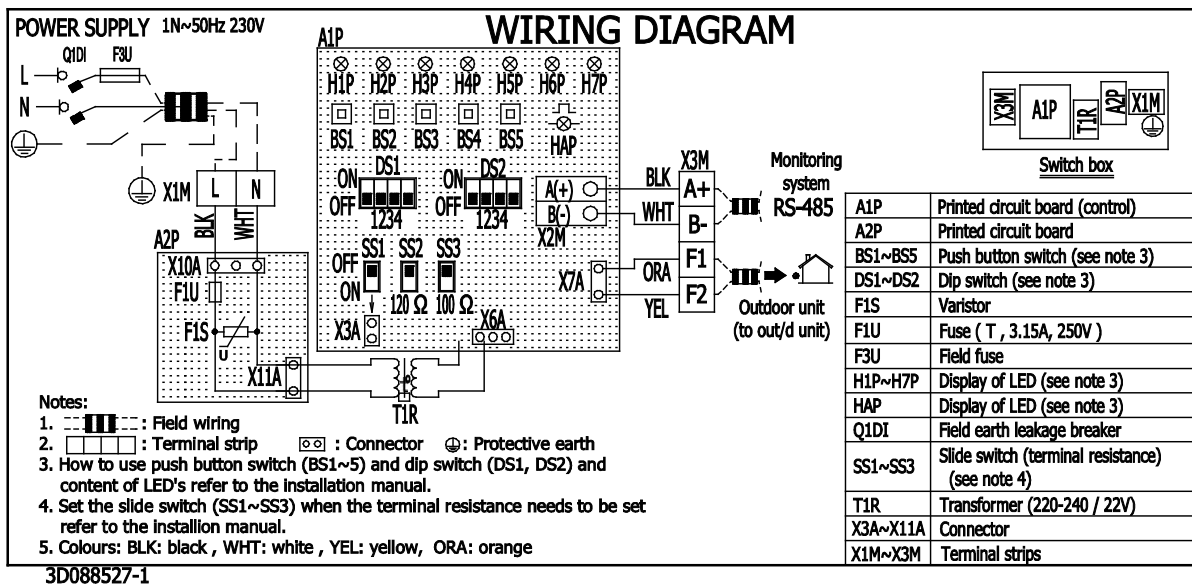 WIRING DIAGRAM
POWER SUPPLY 1N~50Hz 230V
Q1DI F3U
L
N
X1M L N
BLK WHT
A2P
X10A
F1U
F1S
U
X11A
T1R
A1P
H1P H2P H3P H4P H5P H6P H7P
BS1 BS2 BS3 BS4 BS5 HAP
DS1 DS2
ON ON
OFF OFF
1234 1234
A(+)
B(-)
X2M
SS1 SS2 SS3
OFF
ON
120 Ω 100 Ω
X3A
X6A
X7A
BLK
WHT
ORA
YEL
X3M
A+
B-
F1
F2
Monitoring
system
RS-485
Outdoor unit
(to out/d unit)
X3M A1P T1R A2P X1M
Switch box
A1P Printed circuit board (control)
A2P Printed circuit board
BS1~BS5 Push button switch (see note 3)
DS1~DS2 Dip switch (see note 3)
F1S Varistor
F1U Fuse ( T , 3.15A, 250V )
F3U Field fuse
H1P~H7P Display of LED (see note 3)
HAP Display of LED (see note 3)
Q1DI Field earth leakage breaker
SS1~SS3 Slide switch (terminal resistance)
(see note 4)
T1R Transformer (220-240 / 22V)
X3A~X11A Connector
X1M~X3M Terminal strips
Notes:
1. : Field wiring
2. : Terminal strip : Connector : Protective earth
3. How to use push button switch (BS1~5) and dip switch (DS1, DS2) and
content of LED's refer to the installation manual.
4. Set the slide switch (SS1~SS3) when the terminal resistance needs to be set
refer to the installion manual.
5. Colours: BLK: black , WHT: white , YEL: yellow, ORA: orange
3D088527-1